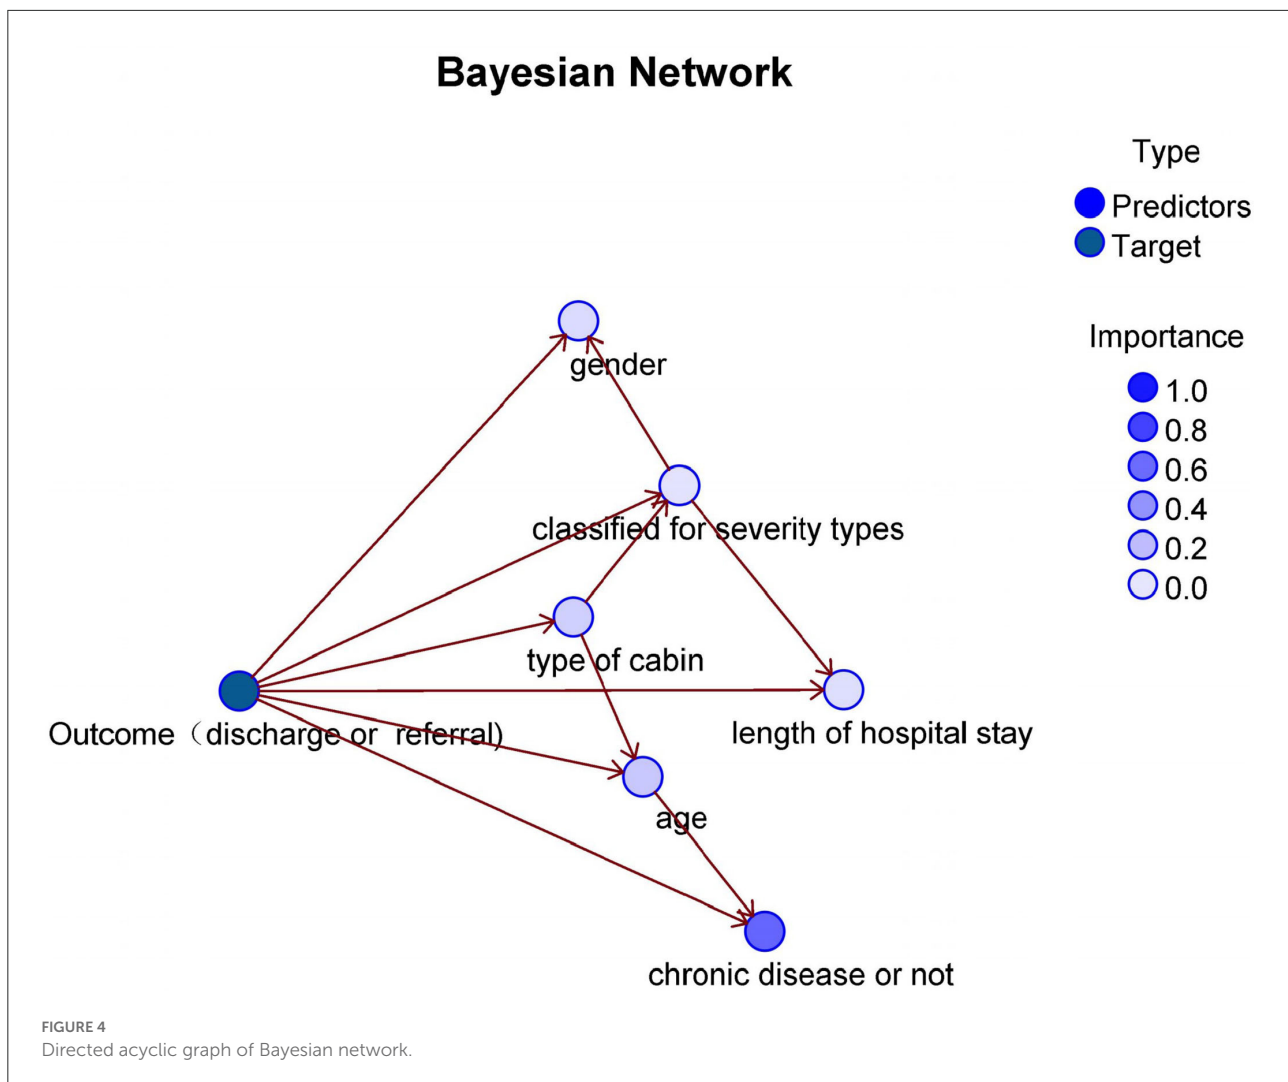 Bayesian Network
Type
Predictors
Target
Importance
1.0
0.8
0.6
0.4
0.2
0.0
gender
classified for severity types
type of cabin
Outcome（discharge or  referral)
length of hospital stay
age
chronic disease or not
FIGURE 4
Directed acyclic graph of Bayesian network.